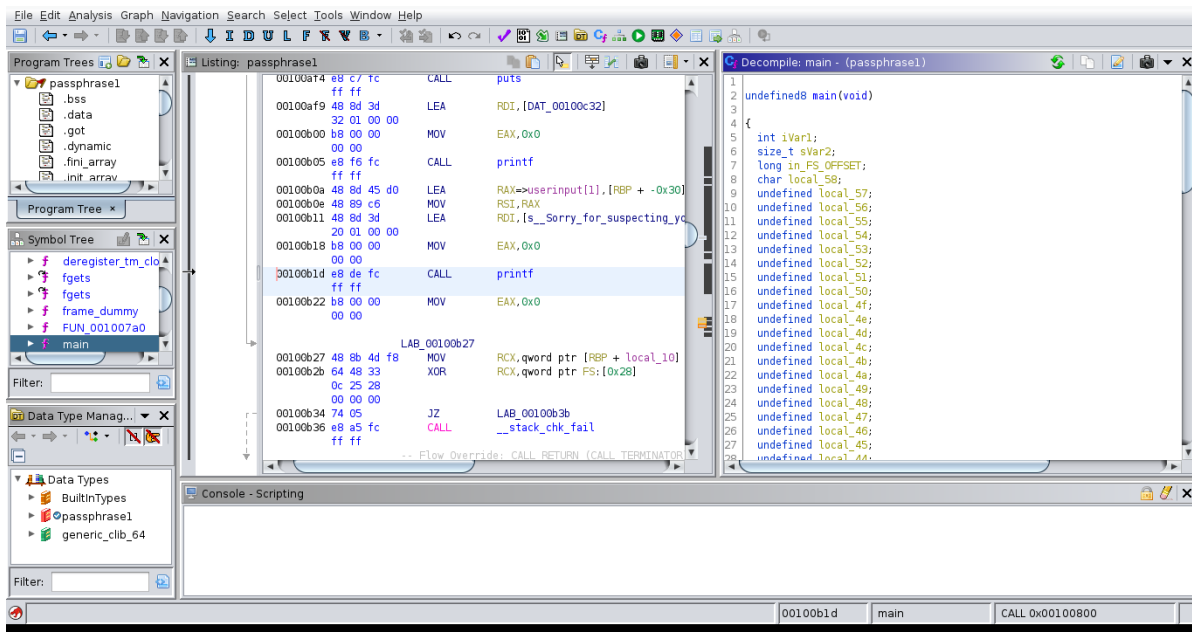 File Edit Analysis Graph Navigation Search Select Tools Window Help
I D U L F R V B
Program Trees
passphrase1
.bss
.data
.got
.dynamic
.fini_array
.init_array
Program Tree ×
Symbol Tree
f deregister_tm_clo
f fgets
f fgets
f frame_dummy
f FUN_001007a0
f main
Filter:
Data Type Manag...
Data Types
BuiltInTypes
passphrase1
generic_clib_64
Filter:
Listing: passphrase1
00100af4 e8 c7 fc CALL puts
ff ff
00100af9 48 8d 3d LEA RDI,[DAT_00100c32]
32 01 00 00
00100b00 b8 00 00 MOV EAX,0x0
00 00
00100b05 e8 f6 fc CALL printf
ff ff
00100b0a 48 8d 45 d0 LEA RAX=>userinput[1],[RBP + -0x30]
00100b0e 48 89 c6 MOV RSI,RAX
00100b11 48 8d 3d LEA RDI,[s__Sorry_for_suspecting_yo
20 01 00 00
00100b18 b8 00 00 MOV EAX,0x0
00 00
00100b1d e8 de fc CALL printf
ff ff
00100b22 b8 00 00 MOV EAX,0x0
00 00
LAB_00100b27
00100b27 48 8b 4d f8 MOV RCX,qword ptr [RBP + local_10]
00100b2b 64 48 33 XOR RCX,qword ptr FS:[0x28]
0c 25 28
00 00 00
00100b34 74 05 JZ LAB_00100b3b
00100b36 e8 a5 fc CALL __stack_chk_fail
ff ff
-- Flow Override: CALL_RETURN (CALL_TERMINATOR
Decompile: main - (passphrase1)
1
2 undefined8 main(void)
3
4 {
5 int iVar1;
6 size_t sVar2;
7 long in_FS_OFFSET;
8 char local_58;
9 undefined local_57;
10 undefined local_56;
11 undefined local_55;
12 undefined local_54;
13 undefined local_53;
14 undefined local_52;
15 undefined local_51;
16 undefined local_50;
17 undefined local_4f;
18 undefined local_4e;
19 undefined local_4d;
20 undefined local_4c;
21 undefined local_4b;
22 undefined local_4a;
23 undefined local_49;
24 undefined local_48;
25 undefined local_47;
26 undefined local_46;
27 undefined local_45;
28 undefined local_44;
Console - Scripting
00100b1d main CALL 0x00100800